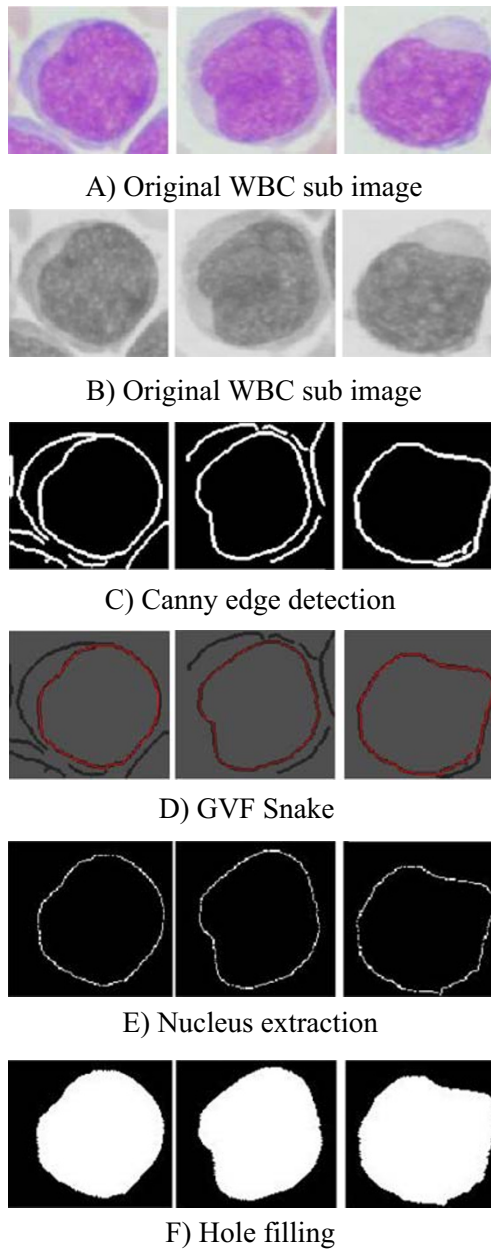 A) Original WBC sub image
B) Original WBC sub image
C) Canny edge detection
D) GVF Snake
E) Nucleus extraction
F) Hole filling